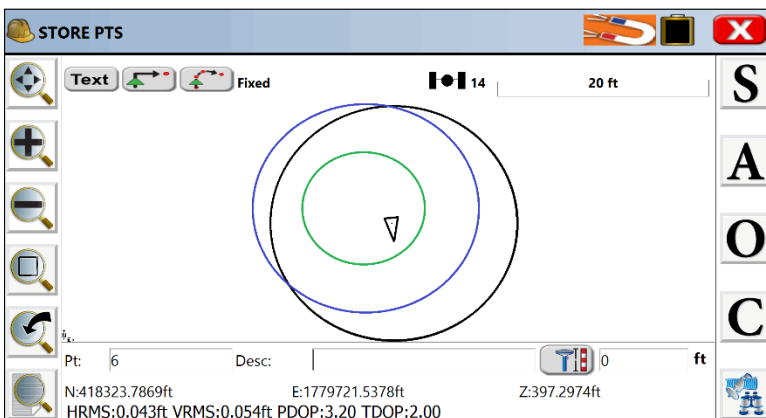 STORE PTS
Text Fixed 14 20 ft
S
A
O
C
Pt: 6 Desc: 0 ft
N:418323.7869ft E:1779721.5378ft Z:397.2974ft
HRMS:0.043ft VRMS:0.054ft PDOP:3.20 TDOP:2.00